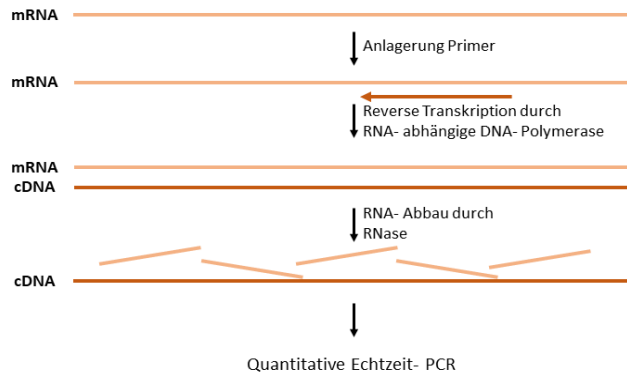 mRNA
Anlagerung Primer
mRNA
Reverse Transkription durch
RNA- abhängige DNA- Polymerase
mRNA
cDNA
RNA- Abbau durch
RNase
cDNA
Quantitative Echtzeit- PCR